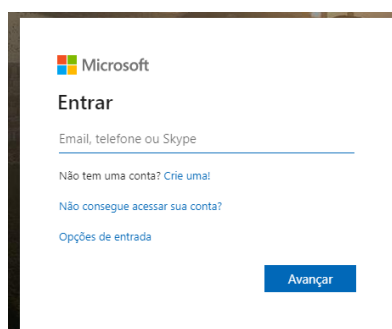 Microsoft
Entrar
Email, telefone ou Skype
Não tem uma conta? Crie uma!
Não consegue acessar sua conta?
Opções de entrada
Avançar